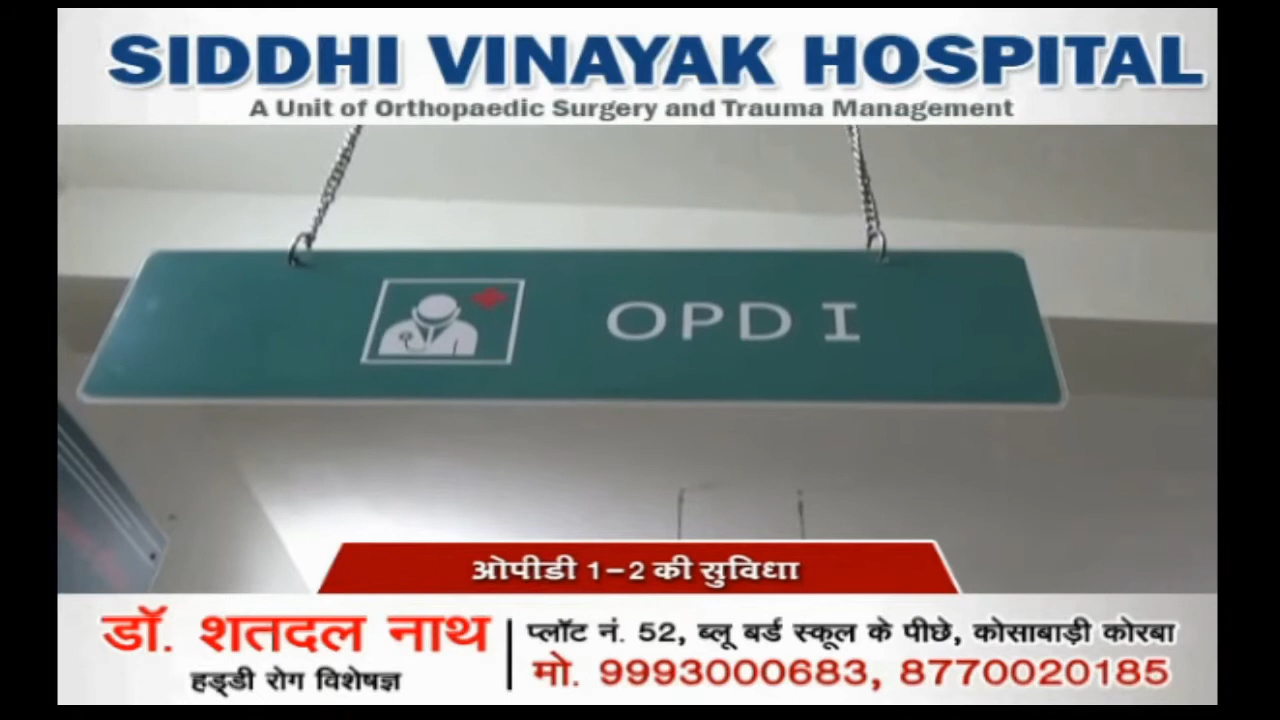 SIDDHI VINAYAK HOSPITAL
A Unit of Orthopaedic Surgery and Trauma Management
OPD I
ओपीडी 1-2 की सुविधा
डॉ. शतदल नाथ
हड्डी रोग विशेषज्ञ
प्लॉट नं. 52, ब्लू बर्ड स्कूल के पीछे, कोसाबाड़ी कोरबा
मो. 9993000683, 8770020185